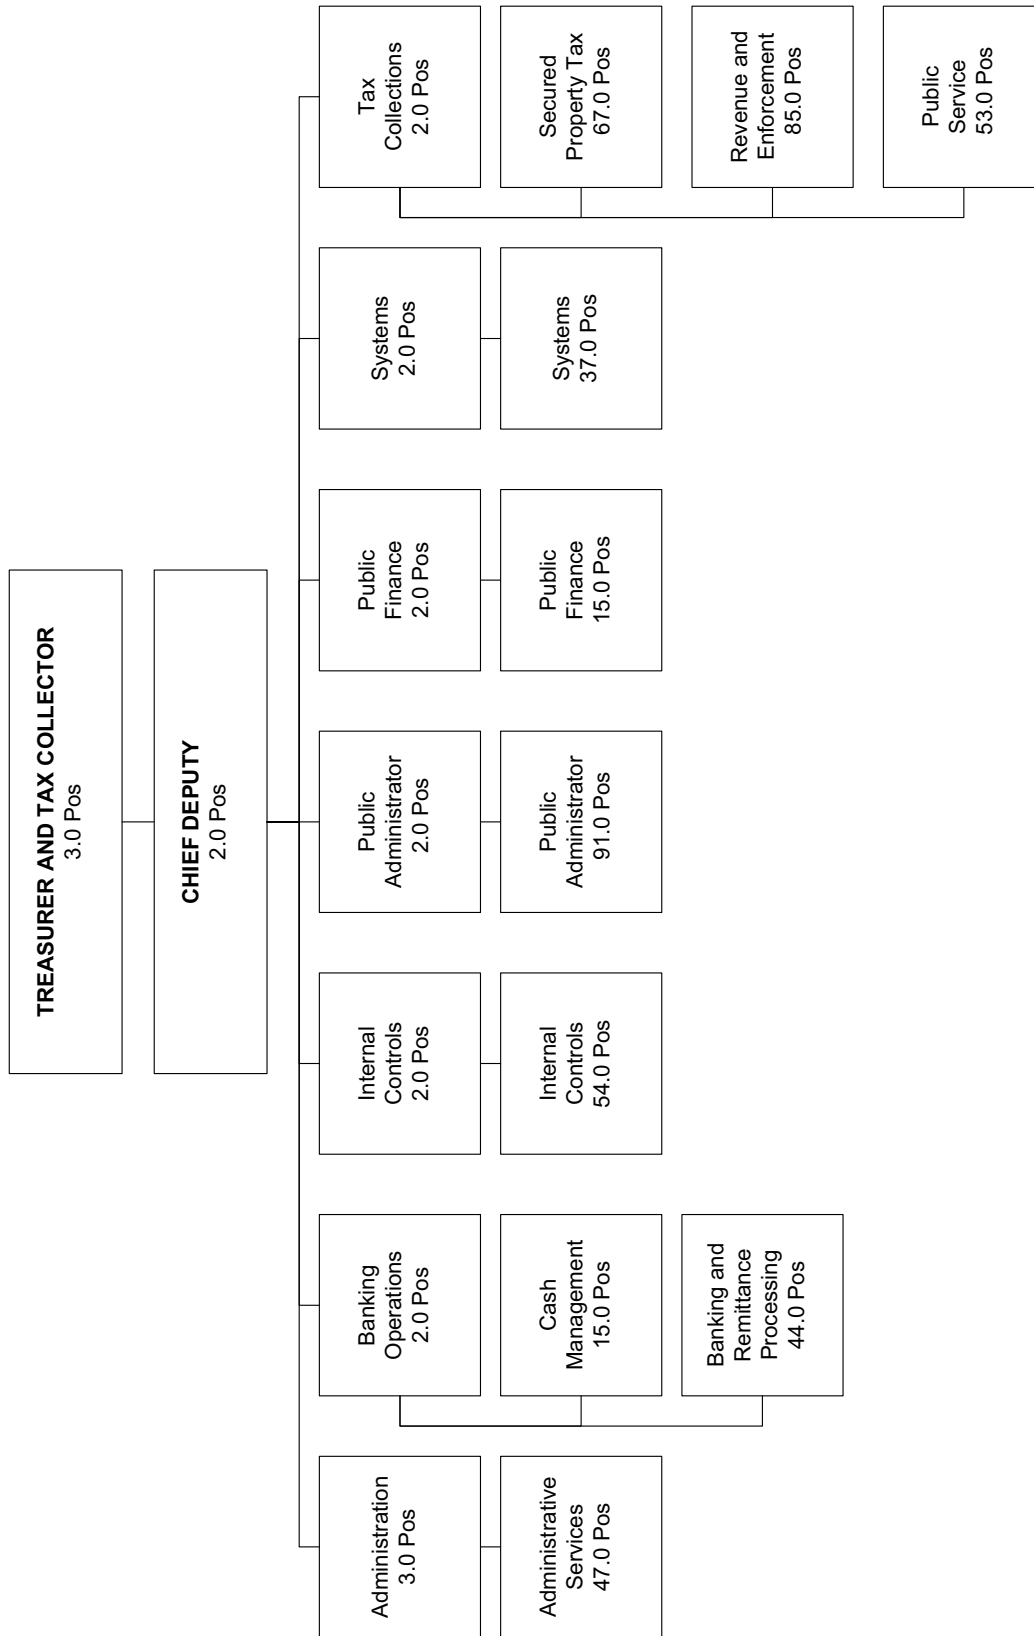 TREASURER AND TAX COLLECTOR
3.0 Pos
CHIEF DEPUTY
2.0 Pos
Administration
3.0 Pos
Banking
Operations
2.0 Pos
Internal
Controls
2.0 Pos
Public
Administrator
2.0 Pos
Public
Finance
2.0 Pos
Systems
2.0 Pos
Tax
Collections
2.0 Pos
Administrative
Services
47.0 Pos
Cash
Management
15.0 Pos
Internal
Controls
54.0 Pos
Public
Administrator
91.0 Pos
Public
Finance
15.0 Pos
Systems
37.0 Pos
Secured
Property Tax
67.0 Pos
Banking and
Remittance
Processing
44.0 Pos
Revenue and
Enforcement
85.0 Pos
Public
Service
53.0 Pos